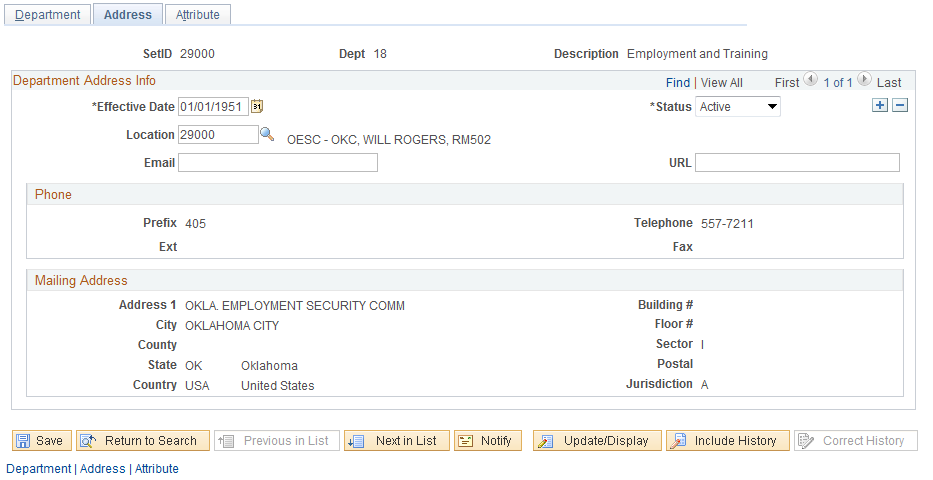 Department Address Attribute
SetID 29000 Dept 18 Description Employment and Training
Department Address Info Find | View All First 1 of 1 Last
*Effective Date 01/01/1951 31 *Status Active
Location 29000 OESC - OKC, WILL ROGERS, RM502
Email URL
Phone
Prefix 405 Telephone 557-7211
Ext Fax
Mailing Address
Address 1 OKLA. EMPLOYMENT SECURITY COMM Building #
City OKLAHOMA CITY Floor #
County Sector I
State OK Oklahoma Postal
Country USA United States Jurisdiction A
Save Return to Search Previous in List Next in List Notify Update/Display Include History Correct History
Department | Address | Attribute